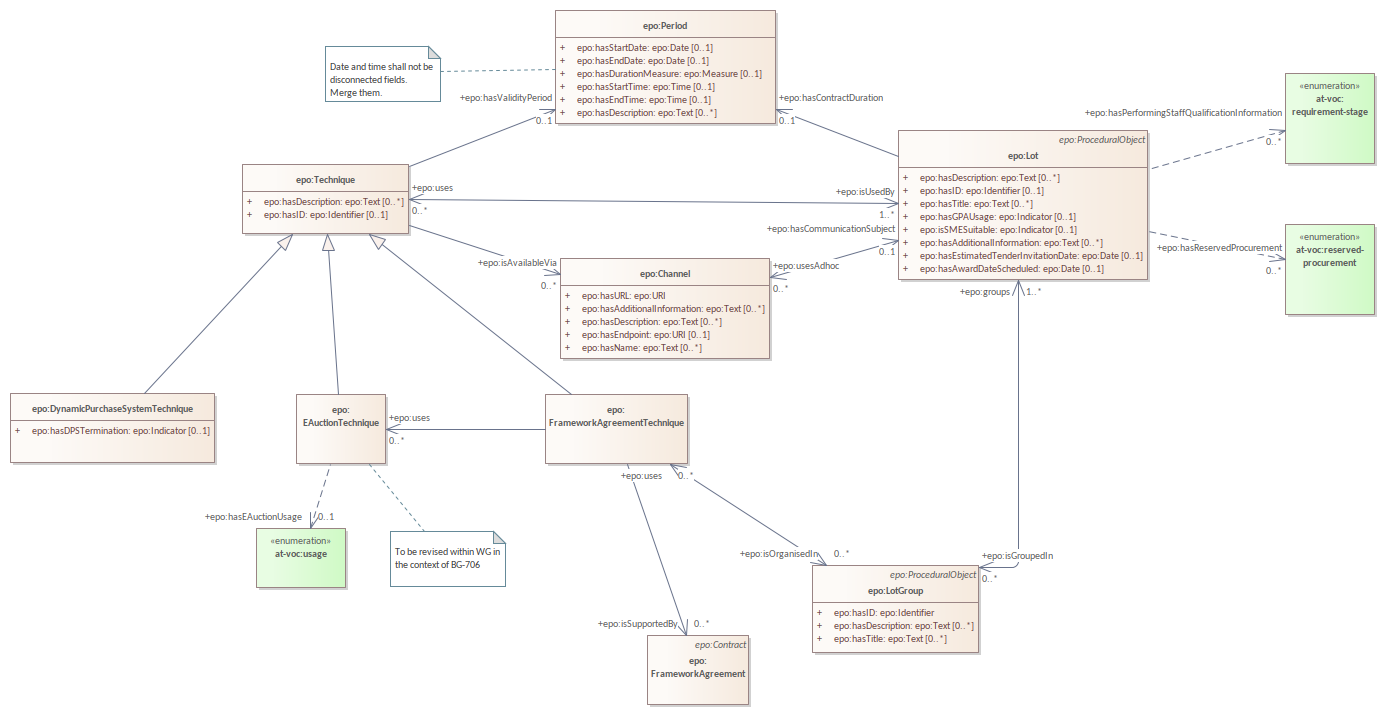 epo:Period
+ epo:hasStartDate: epo:Date [0..1]
+ epo:hasEndDate: epo:Date [0..1]
+ epo:hasDurationMeasure: epo:Measure [0..1]
+ epo:hasStartTime: epo:Time [0..1]
+ epo:hasEndTime: epo:Time [0..1]
+ epo:hasDescription: epo:Text [0..*]
Date and time shall not be
disconnected fields.
Merge them.
+epo:hasValidityPeriod
0..1
+epo:hasContractDuration
0..1
«enumeration»
at-voc:
requirement-stage
+epo:hasPerformingStaffQualificationInformation
0..*
epo:ProceduralObject
epo:Lot
+ epo:hasDescription: epo:Text [0..*]
+ epo:hasID: epo:Identifier [0..1]
+ epo:hasTitle: epo:Text [0..*]
+ epo:hasGPAUsage: epo:Indicator [0..1]
+ epo:isSMESuitable: epo:Indicator [0..1]
+ epo:hasAdditionalInformation: epo:Text [0..*]
+ epo:hasEstimatedTenderInvitationDate: epo:Date [0..1]
+ epo:hasAwardDateScheduled: epo:Date [0..1]
epo:Technique
+ epo:hasDescription: epo:Text [0..*]
+ epo:hasID: epo:Identifier [0..1]
+epo:uses
0..*
+epo:isUsedBy
1..*
+epo:hasCommunicationSubject
0..1
«enumeration»
at-voc:reserved-
procurement
+epo:hasReservedProcurement
0..*
+epo:isAvailableVia
0..*
+epo:usesAdhoc
0..*
epo:Channel
+ epo:hasURL: epo:URI
+ epo:hasAdditionalInformation: epo:Text [0..*]
+ epo:hasDescription: epo:Text [0..*]
+ epo:hasEndpoint: epo:URI [0..1]
+ epo:hasName: epo:Text [0..*]
+epo:groups
1..*
epo:DynamicPurchaseSystemTechnique
+ epo:hasDPSTermination: epo:Indicator [0..1]
epo:
EAuctionTechnique
+epo:uses
0..*
epo:
FrameworkAgreementTechnique
+epo:uses
0..*
+epo:hasEAuctionUsage
0..1
«enumeration»
at-voc:usage
To be revised within WG in
the context of BG-706
+epo:isOrganisedIn
0..*
+epo:isGroupedIn
0..*
epo:ProceduralObject
epo:LotGroup
+ epo:hasID: epo:Identifier
+ epo:hasDescription: epo:Text [0..*]
+ epo:hasTitle: epo:Text [0..*]
+epo:isSupportedBy
0..*
epo:Contract
epo:
FrameworkAgreement